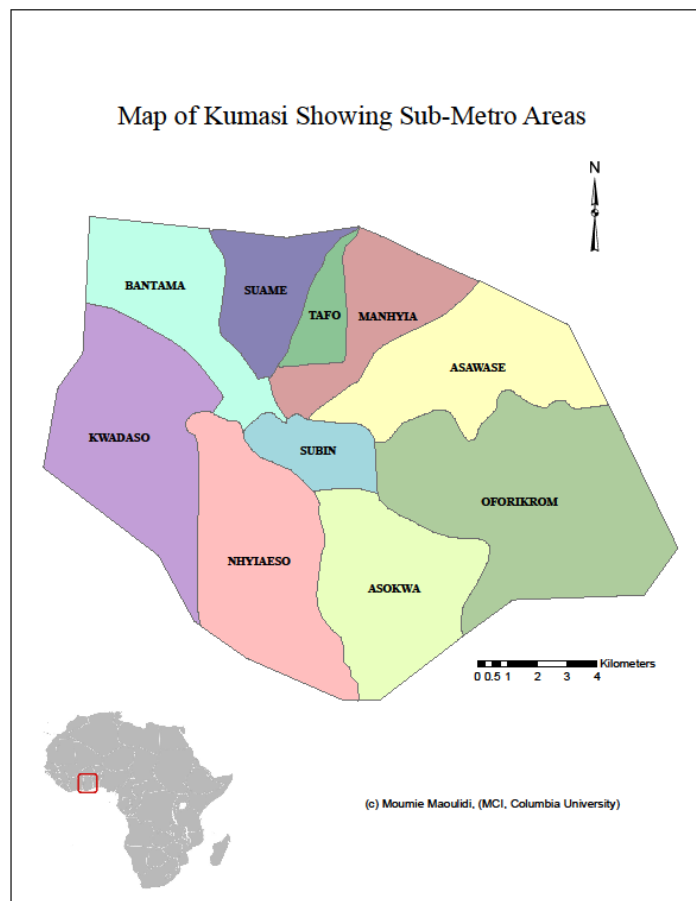 Map of Kumasi Showing Sub-Metro Areas
N
BANTAMA
SUAME
TAFO
MANHYIA
ASAWASE
KWADASO
SUBIN
OFORIKROM
NHYIAESO
ASOKWA
Kilometers
0 0.5 1 2 3 4
(c) Moumie Maoulidi, (MCI, Columbia University)